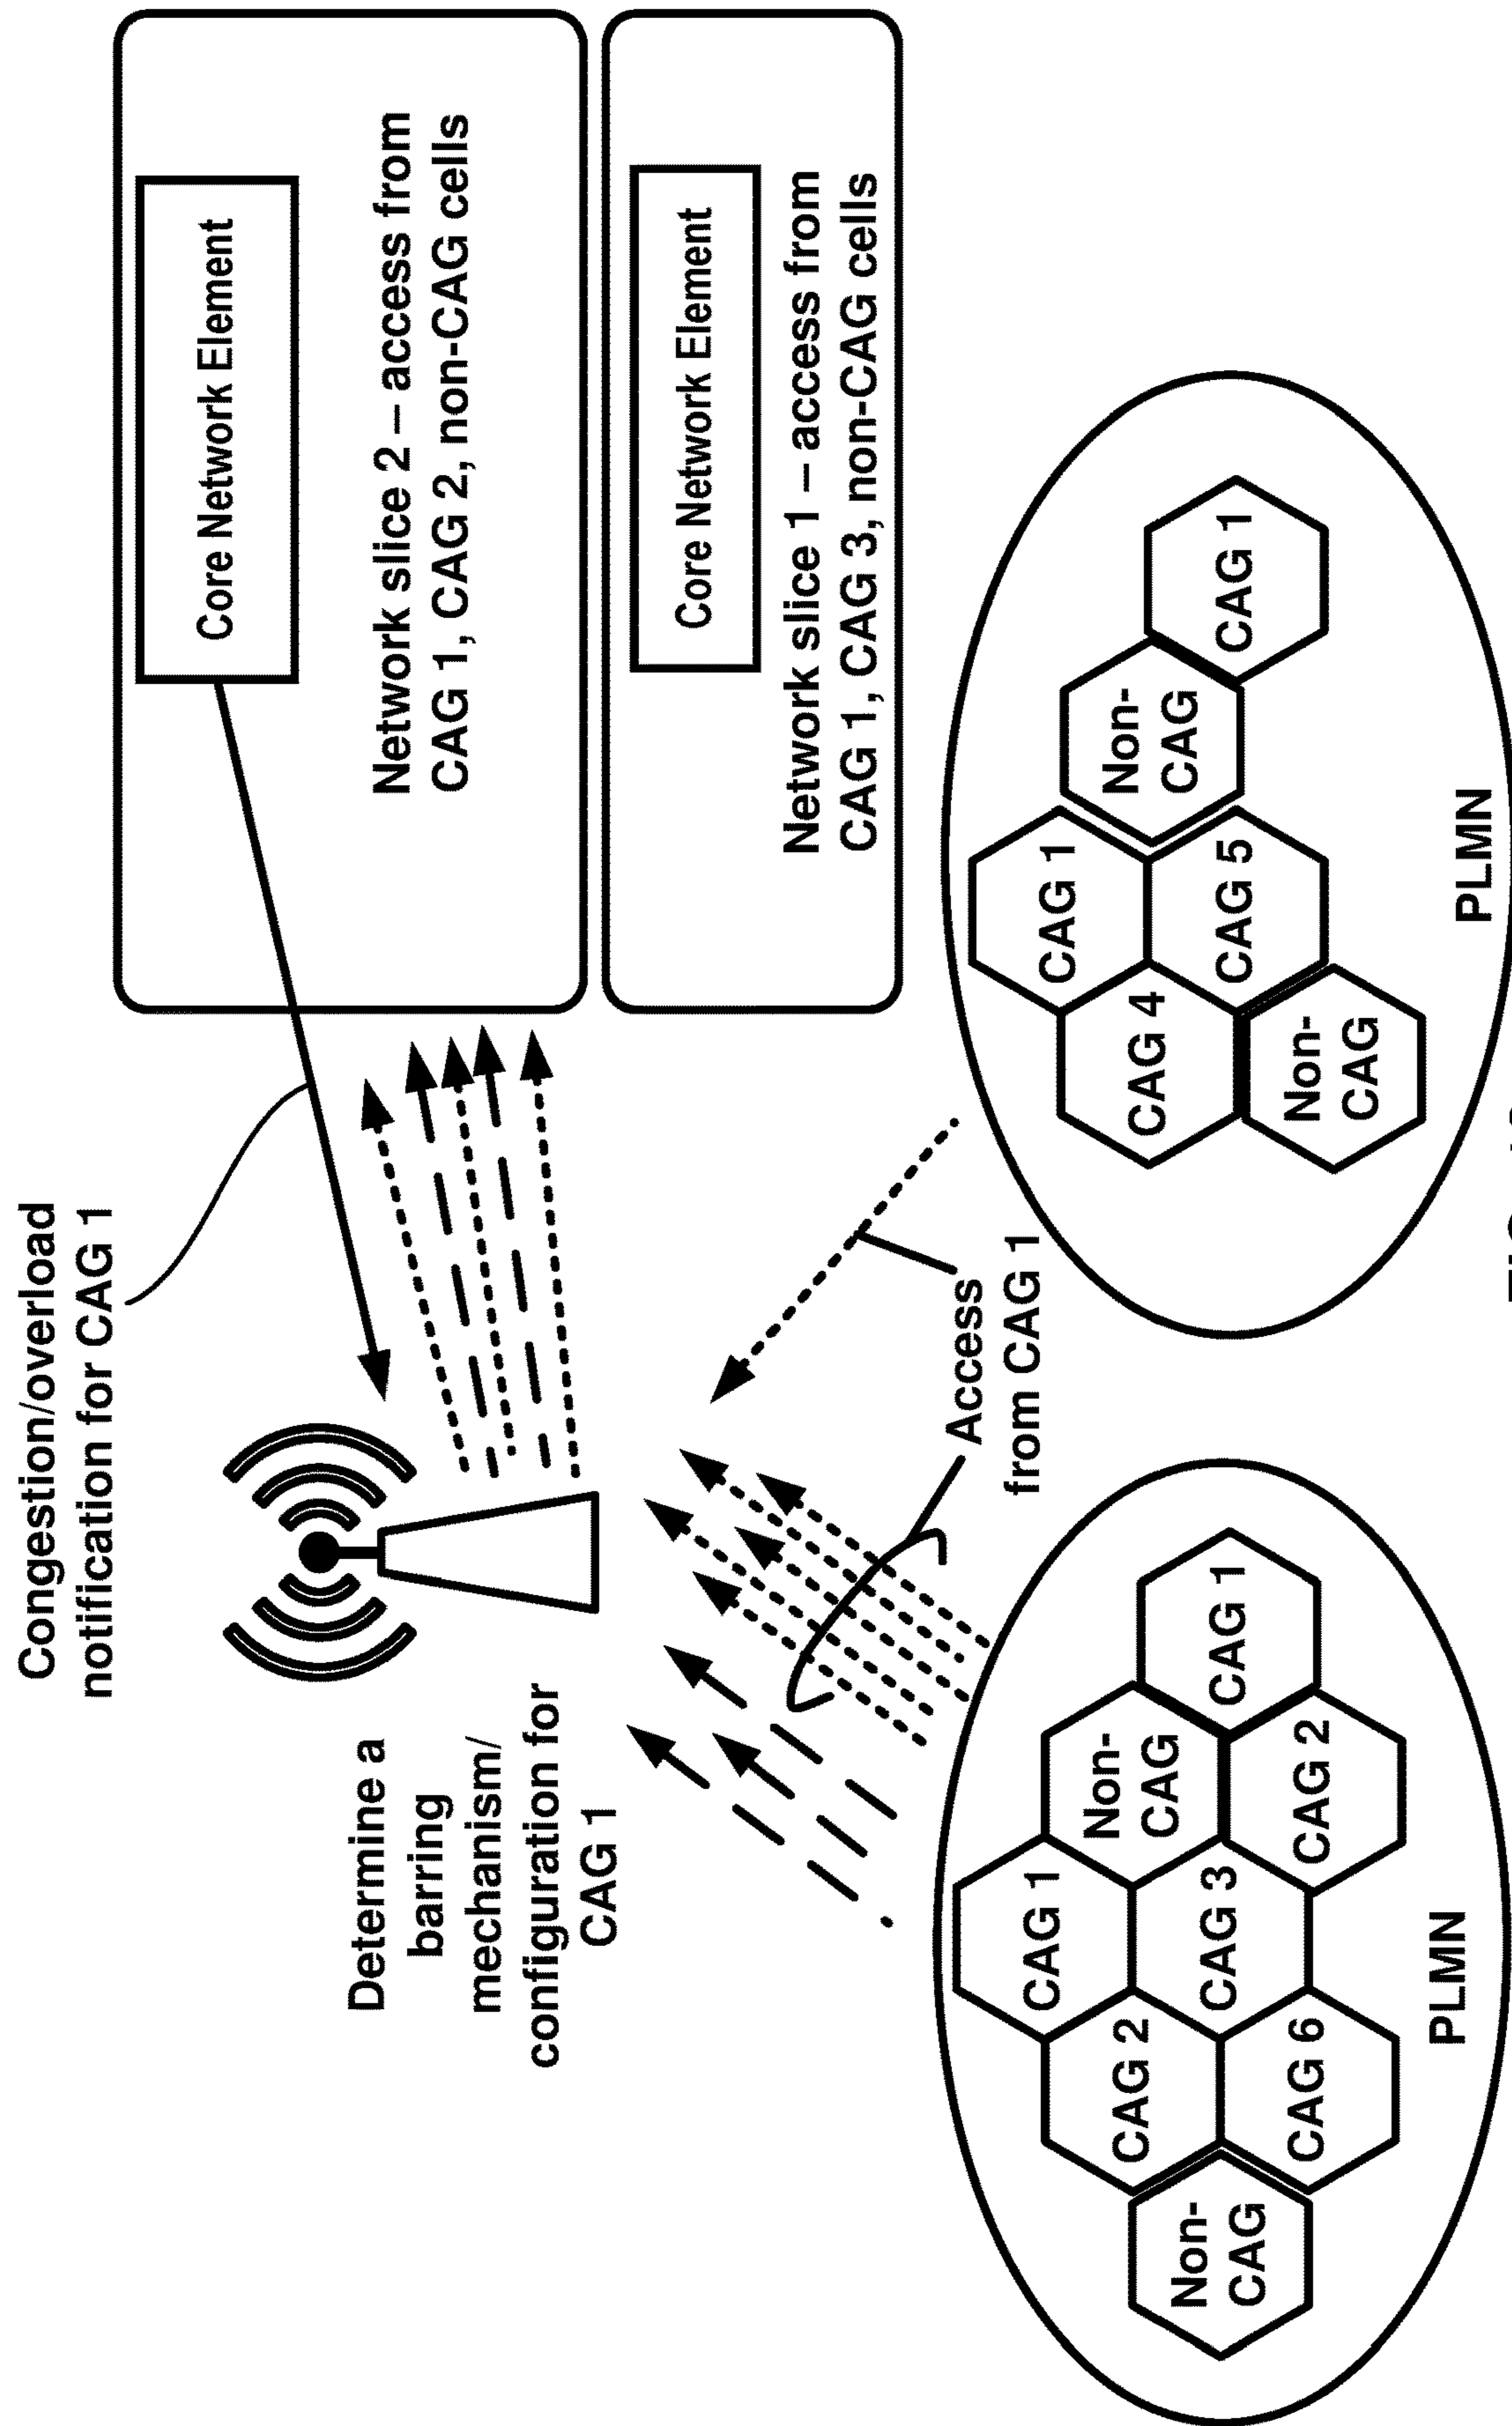 Congestion/overload
notification for CAG 1
Core Network Element
Network slice 2 – access from
CAG 1, CAG 2, non-CAG cells
Core Network Element
Network slice 1 – access from
CAG 1, CAG 3, non-CAG cells
Determine a
barring
mechanism/
configuration for
CAG 1
Access
from CAG 1
Non-
CAG
CAG 2
CAG 6
CAG 1
CAG 3
Non-
CAG
CAG 2
CAG 1
PLMN
CAG 4
Non-
CAG
CAG 1
CAG 5
Non-
CAG
CAG 1
PLMN